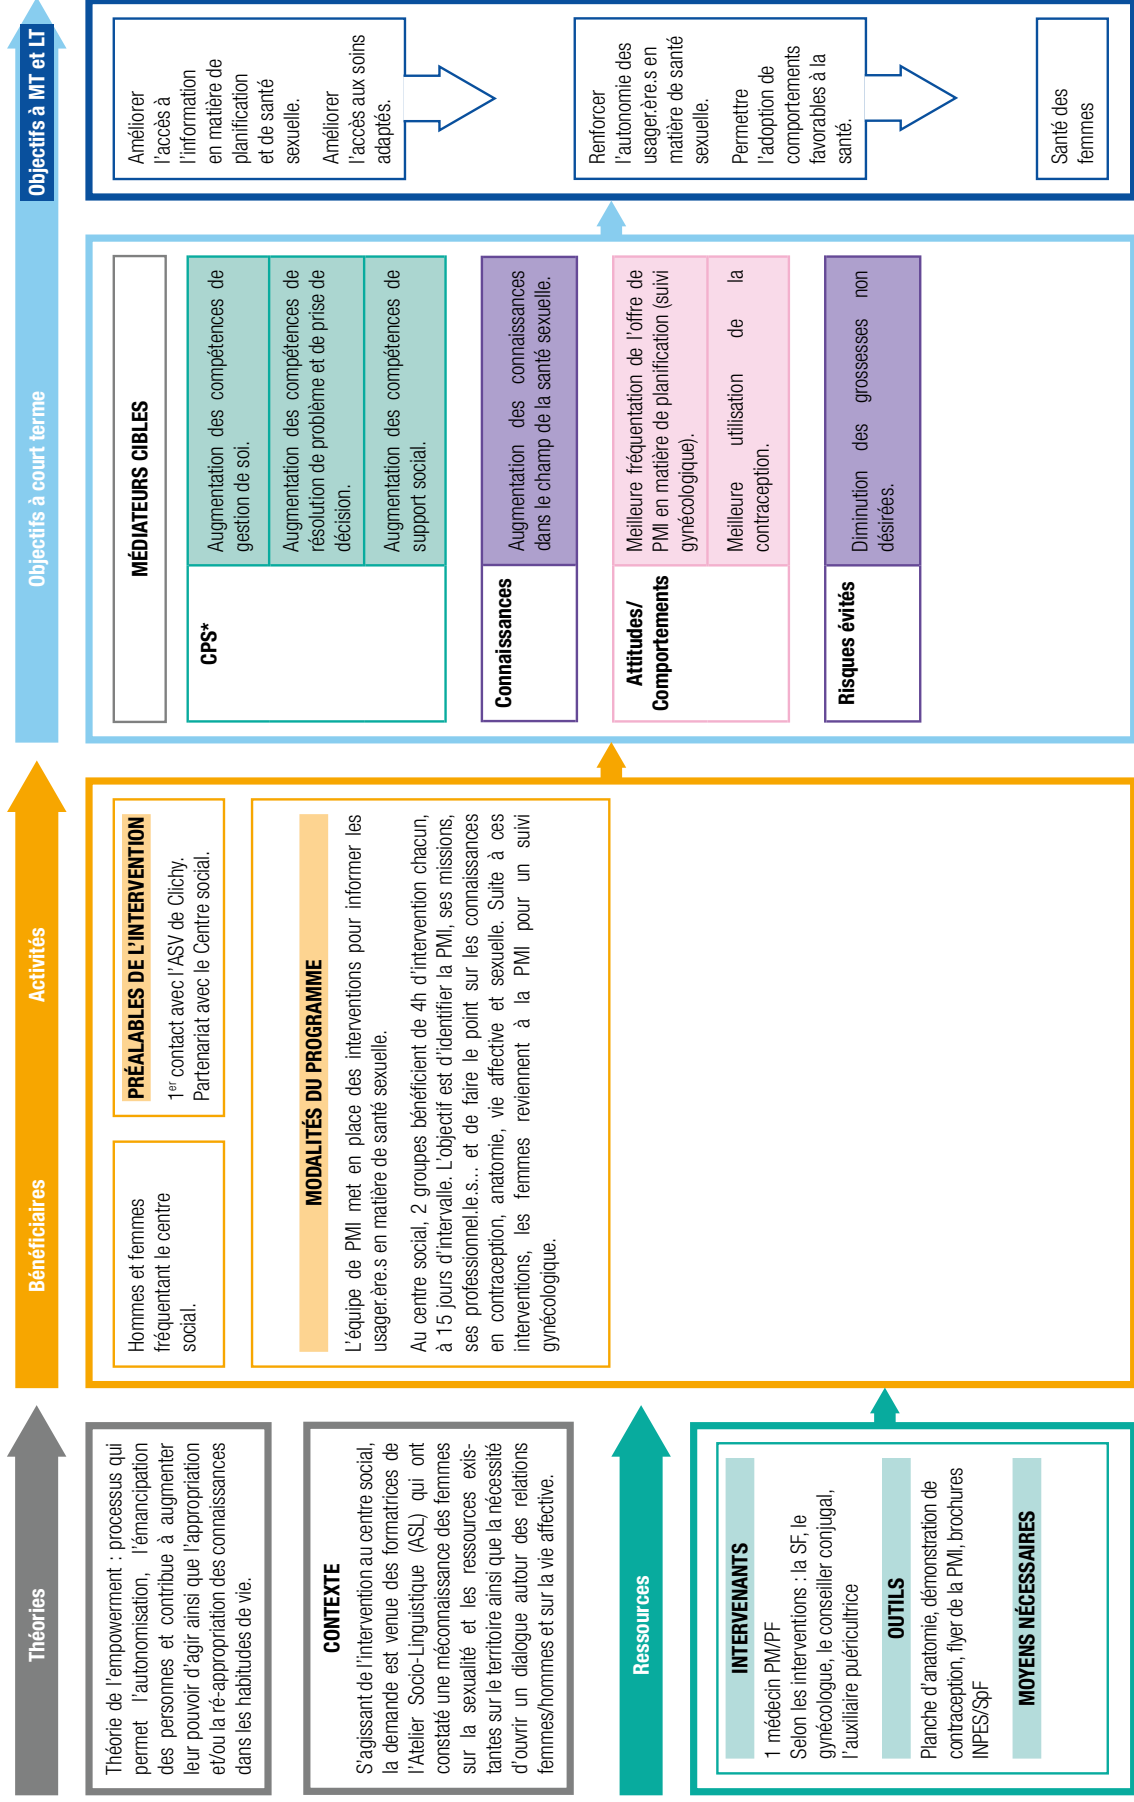 Théories
Théorie de l'empowerment : processus qui
permet l'autonomisation, l'émancipation
des personnes et contribue à augmenter
leur pouvoir d'agir ainsi que l'appropriation
et/ou la ré-appropriation des connaissances
dans les habitudes de vie.
CONTEXTE
S'agissant de l'intervention au centre social,
la demande est venue des formatrices de
l'Atelier Socio-Linguistique (ASL) qui ont
constaté une méconnaissance des femmes
sur la sexualité et les ressources exis-
tantes sur le territoire ainsi que la nécessité
d'ouvrir un dialogue autour des relations
femmes/hommes et sur la vie affective.
Ressources
INTERVENANTS
1 médecin PM/PF
Selon les interventions : la SF, le
gynécologue, le conseiller conjugal,
l'auxiliaire puéricultrice
OUTILS
Planche d'anatomie, démonstration de
contraception, flyer de la PMI, brochures
INPES/SpF
MOYENS NÉCESSAIRES
Bénéficiaires
Activités
Hommes et femmes
fréquentant le centre
social.
PRÉALABLES DE L'INTERVENTION
1er contact avec l'ASV de Clichy.
Partenariat avec le Centre social.
MODALITÉS DU PROGRAMME
L'équipe de PMI met en place des interventions pour informer les
usager.ère.s en matière de santé sexuelle.
Au centre social, 2 groupes bénéficient de 4h d'intervention chacun,
à 15 jours d'intervalle. L'objectif est d'identifier la PMI, ses missions,
ses professionnel.le.s... et de faire le point sur les connaissances
en contraception, anatomie, vie affective et sexuelle. Suite à ces
interventions, les femmes reviennent à la PMI pour un suivi
gynécologique.
Objectifs à court terme
MÉDIATEURS CIBLES
CPS*
Augmentation des compétences de
gestion de soi.
Augmentation des compétences de
résolution de problème et de prise de
décision.
Augmentation des compétences de
support social.
Connaissances
Augmentation des connaissances
dans le champ de la santé sexuelle.
Attitudes/
Comportements
Meilleure fréquentation de l'offre de
PMI en matière de planification (suivi
gynécologique).
Meilleure utilisation de la
contraception.
Risques évités
Diminution des grossesses non
désirées.
Objectifs à MT et LT
Améliorer
l'accès à
l'information
en matière de
planification
et de santé
sexuelle.
Améliorer
l'accès aux soins
adaptés.
Renforcer
l'autonomie des
usager.ère.s en
matière de santé
sexuelle.
Permettre
l'adoption de
comportements
favorables à la
santé.
Santé des
femmes